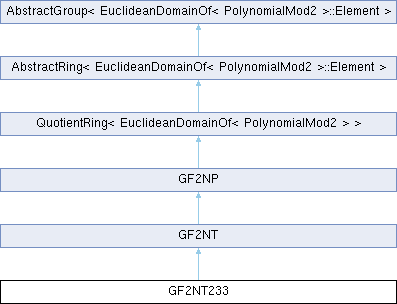 AbstractGroup< EuclideanDomainOf< PolynomialMod2 >::Element >
AbstractRing< EuclideanDomainOf< PolynomialMod2 >::Element >
QuotientRing< EuclideanDomainOf< PolynomialMod2 > >
GF2NP
GF2NT
GF2NT233